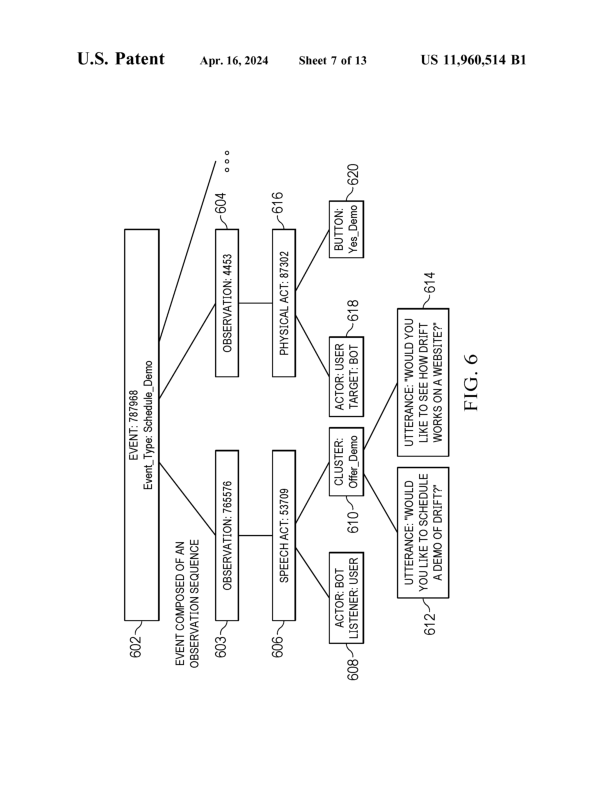 U.S. Patent Apr. 16, 2024 Sheet 7 of 13 US 11,960,514 B1
EVENT: 787968
Event_Type: Schedule_Demo
602
EVENT COMPOSED OF AN
OBSERVATION SEQUENCE
OBSERVATION: 765576
603
OBSERVATION: 4453
604
SPEECH ACT: 53709
606
PHYSICAL ACT: 87302
616
ACTOR: BOT
LISTENER: USER
608
CLUSTER:
Offer_Demo
610
ACTOR: USER
TARGET: BOT
618
BUTTON:
Yes_Demo
620
UTTERANCE: "WOULD
YOU LIKE TO SCHEDULE
A DEMO OF DRIFT?"
612
UTTERANCE: "WOULD YOU
LIKE TO SEE HOW DRIFT
WORKS ON A WEBSITE?"
614
FIG. 6